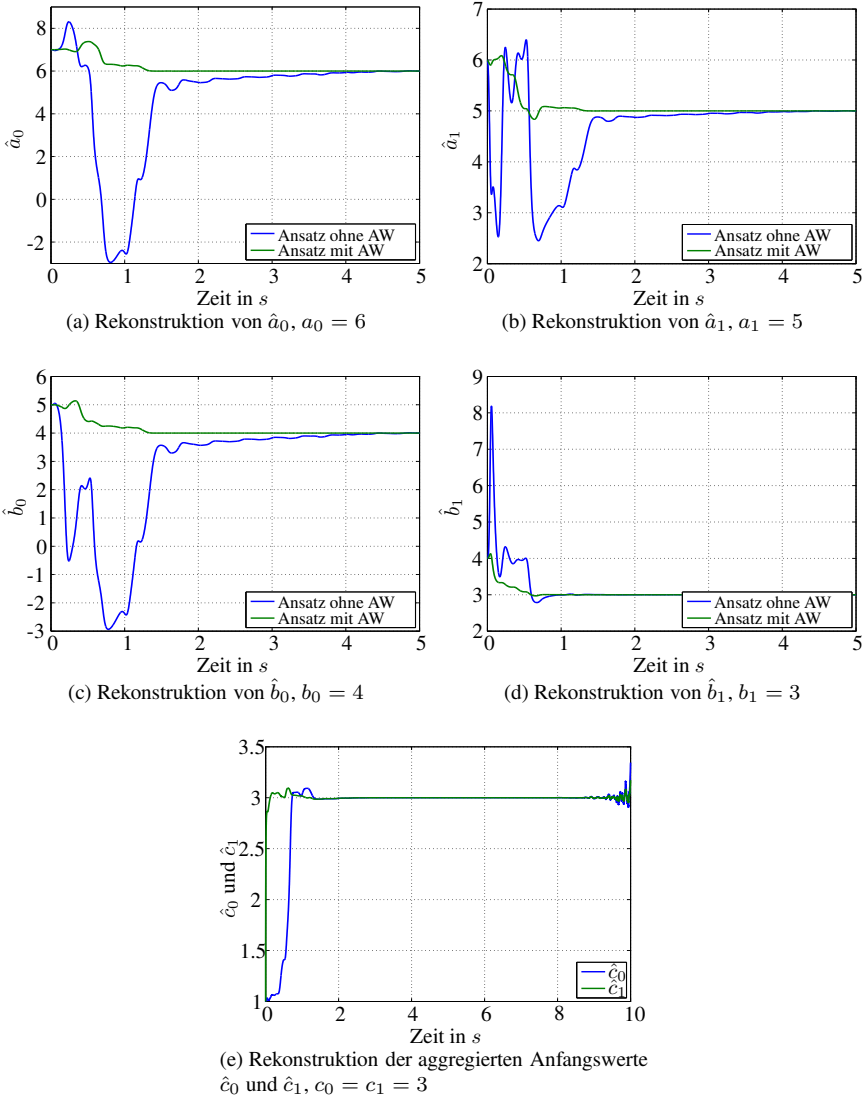 8
6
4
2
0
-2
â₀
0
1
2
3
4
5
Ansatz ohne AW
Ansatz mit AW
Zeit in s
(a) Rekonstruktion von â₀, a₀ = 6
7
6
5
4
3
2
â₁
0
1
2
3
4
5
Ansatz ohne AW
Ansatz mit AW
Zeit in s
(b) Rekonstruktion von â₁, a₁ = 5
6
5
4
3
2
1
0
-1
-2
-3
b̂₀
0
1
2
3
4
5
Ansatz ohne AW
Ansatz mit AW
Zeit in s
(c) Rekonstruktion von b̂₀, b₀ = 4
9
8
7
6
5
4
3
2
b̂₁
0
1
2
3
4
5
Ansatz ohne AW
Ansatz mit AW
Zeit in s
(d) Rekonstruktion von b̂₁, b₁ = 3
3.5
3
2.5
2
1.5
1
ĉ₀ und ĉ₁
0
2
4
6
8
10
ĉ₀
ĉ₁
Zeit in s
(e) Rekonstruktion der aggregierten Anfangswerte
ĉ₀ und ĉ₁, c₀ = c₁ = 3